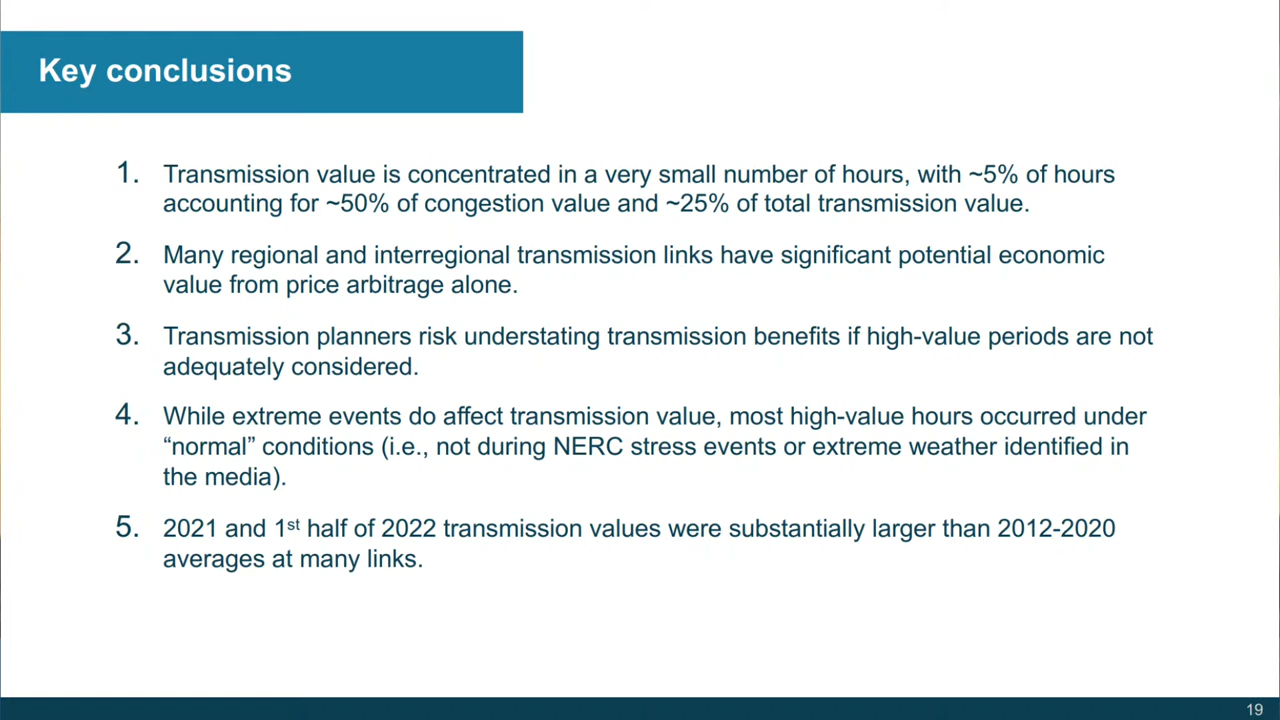 Key conclusions
1. Transmission value is concentrated in a very small number of hours, with ~5% of hours
accounting for ~50% of congestion value and ~25% of total transmission value.
2. Many regional and interregional transmission links have significant potential economic
value from price arbitrage alone.
3. Transmission planners risk understating transmission benefits if high-value periods are not
adequately considered.
4. While extreme events do affect transmission value, most high-value hours occurred under
“normal” conditions (i.e., not during NERC stress events or extreme weather identified in
the media).
5. 2021 and 1st half of 2022 transmission values were substantially larger than 2012-2020
averages at many links.
19